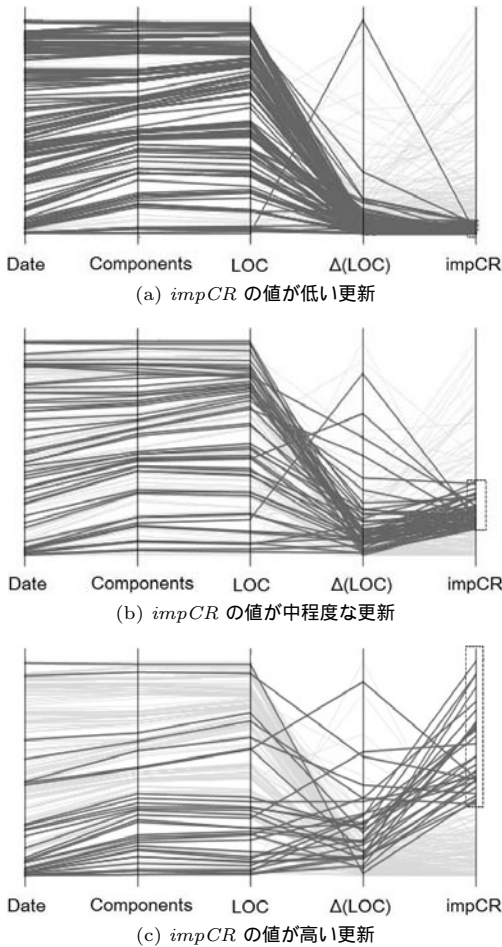 Date Components LOC Δ(LOC) impCR
(a) impCR の値が低い更新
Date Components LOC Δ(LOC) impCR
(b) impCR の値が中程度な更新
Date Components LOC Δ(LOC) impCR
(c) impCR の値が高い更新